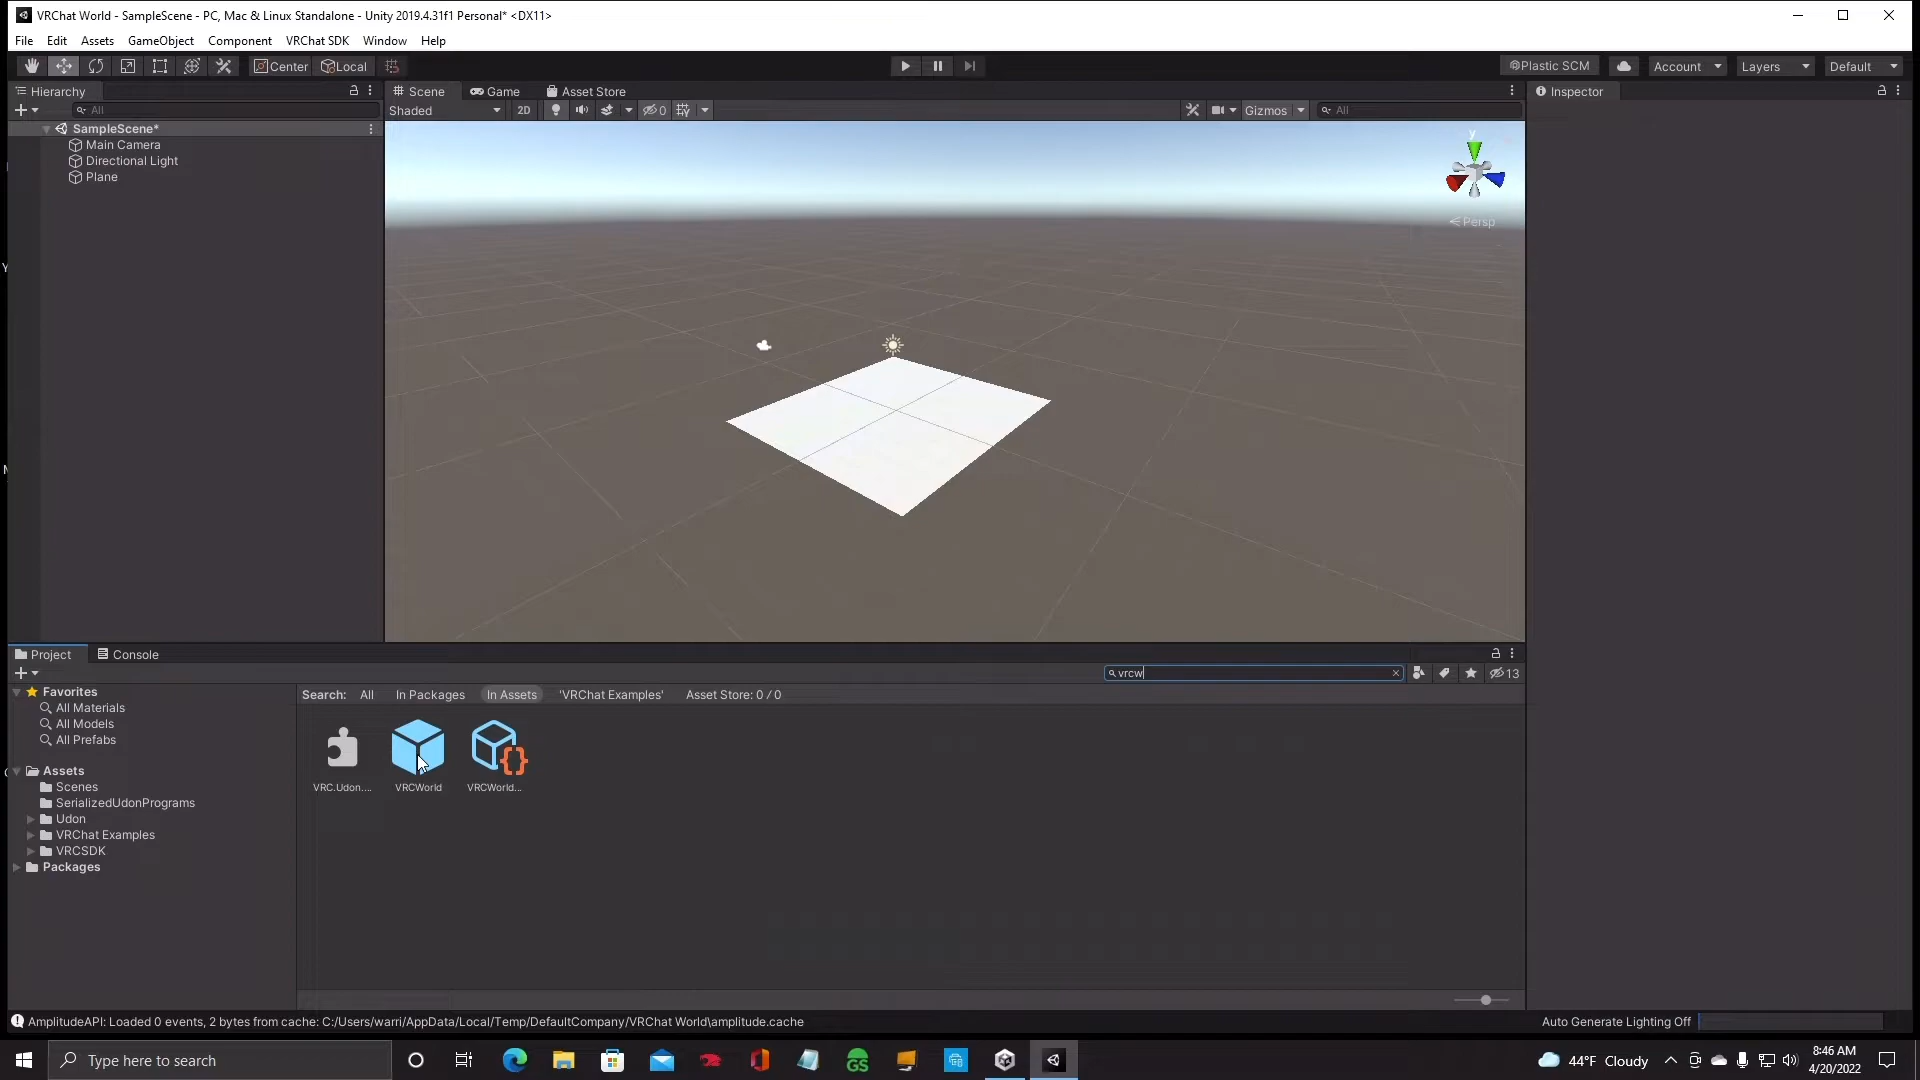 VRChat World - SampleScene - PC, Mac & Linux Standalone - Unity 2019.4.31f1 Personal* <DX11>
File Edit Assets GameObject Component VRChat SDK Window Help
Center Local Plastic SCM Account Layers Default
Hierarchy
All
SampleScene*
Main Camera
Directional Light
Plane
Scene Game Asset Store
Shaded 2D 0 Gizmos All
y
Persp
Inspector
Project Console
vrcw 13
Favorites
All Materials
All Models
All Prefabs
Assets
Scenes
SerializedUdonPrograms
Udon
VRChat Examples
VRCSDK
Packages
Search: All In Packages In Assets 'VRChat Examples' Asset Store: 0 / 0
VRC.Udon.... VRCWorld VRCWorld...
AmplitudeAPI: Loaded 0 events, 2 bytes from cache: C:/Users/warri/AppData/Local/Temp/DefaultCompany/VRChat World\amplitude.cache
Auto Generate Lighting Off
Type here to search
GS
44°F Cloudy
8:46 AM
4/20/2022